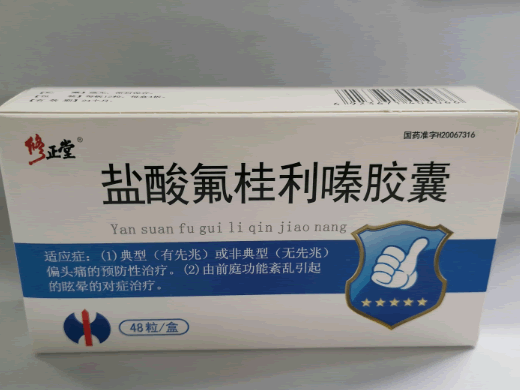 修正堂
国药准字H20067316
盐酸氟桂利嗪胶囊
Yan suan fu gui li qin jiao nang
适应症：(1)典型（有先兆）或非典型（无先兆）
偏头痛的预防性治疗。(2)由前庭功能紊乱引起
的眩晕的对症治疗。
48粒/盒